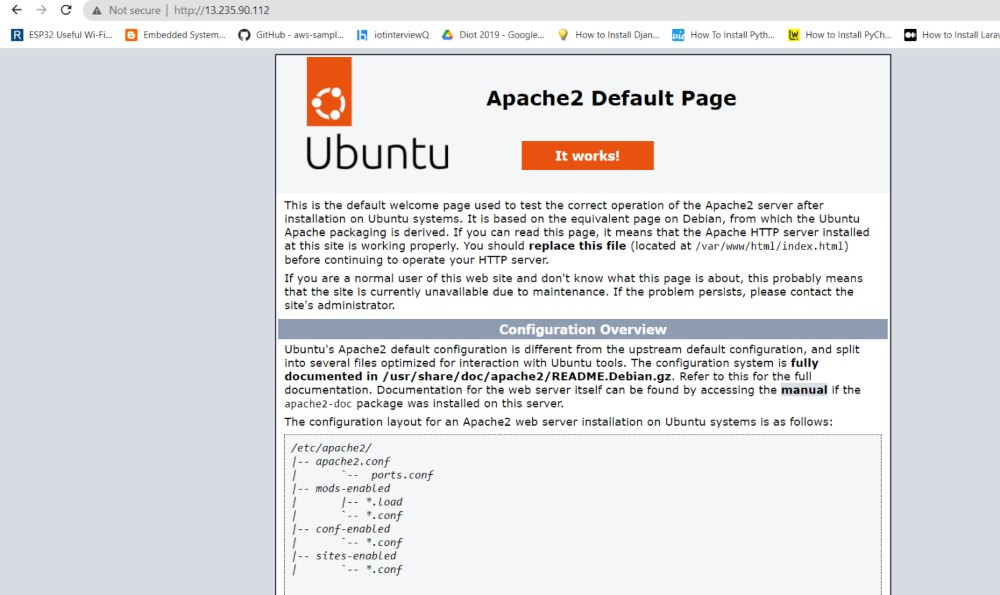 Not secure | http://13.235.90.112
ESP32 Useful Wi-Fi... Embedded System... GitHub - aws-sampl... iotinterviewQ Diot 2019 - Google... How to Install Djan... How To Install Pyth... How to Install PyCh... How to Install Lara
Apache2 Default Page
Ubuntu
It works!
This is the default welcome page used to test the correct operation of the Apache2 server after
installation on Ubuntu systems. It is based on the equivalent page on Debian, from which the Ubuntu
Apache packaging is derived. If you can read this page, it means that the Apache HTTP server installed
at this site is working properly. You should replace this file (located at /var/www/html/index.html)
before continuing to operate your HTTP server.
If you are a normal user of this web site and don't know what this page is about, this probably means
that the site is currently unavailable due to maintenance. If the problem persists, please contact the
site's administrator.
Configuration Overview
Ubuntu's Apache2 default configuration is different from the upstream default configuration, and split
into several files optimized for interaction with Ubuntu tools. The configuration system is fully
documented in /usr/share/doc/apache2/README.Debian.gz. Refer to this for the full
documentation. Documentation for the web server itself can be found by accessing the manual if the
apache2-doc package was installed on this server.
The configuration layout for an Apache2 web server installation on Ubuntu systems is as follows:
/etc/apache2/
|-- apache2.conf
|       `--  ports.conf
|-- mods-enabled
|       |-- *.load
|       `-- *.conf
|-- conf-enabled
|       `-- *.conf
|-- sites-enabled
|       `-- *.conf